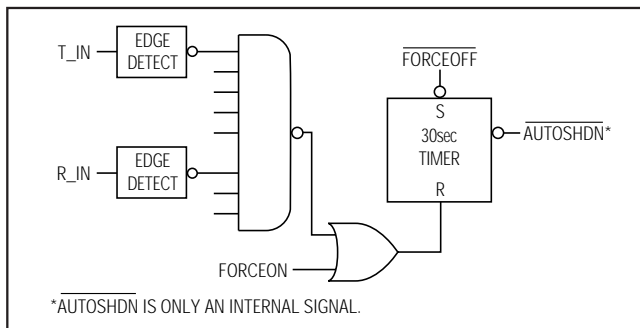 T_IN
EDGE
DETECT
R_IN
EDGE
DETECT
FORCEON
FORCEOFF
S
30sec
TIMER
R
AUTOSHDN*
*AUTOSHDN IS ONLY AN INTERNAL SIGNAL.